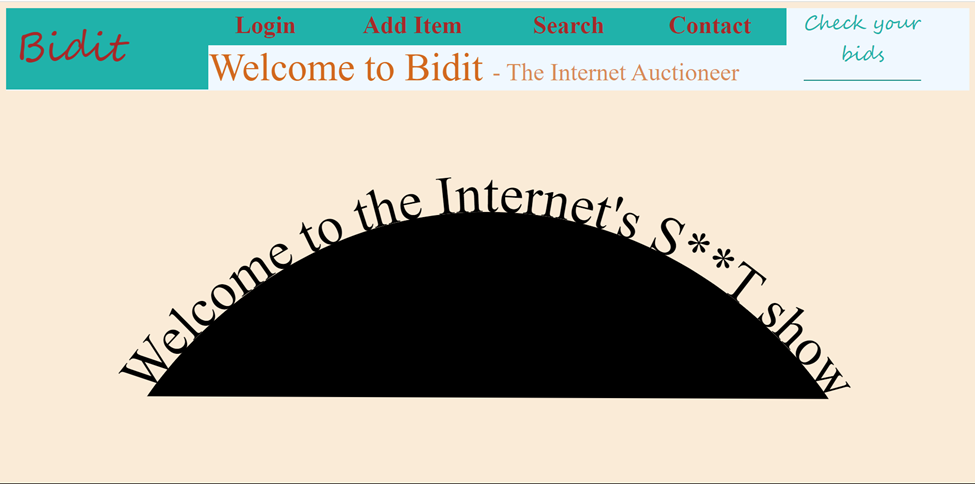 Bidit
Login Add Item Search Contact
Check your
bids
Welcome to Bidit - The Internet Auctioneer
Welcome to the Internet's S**T show